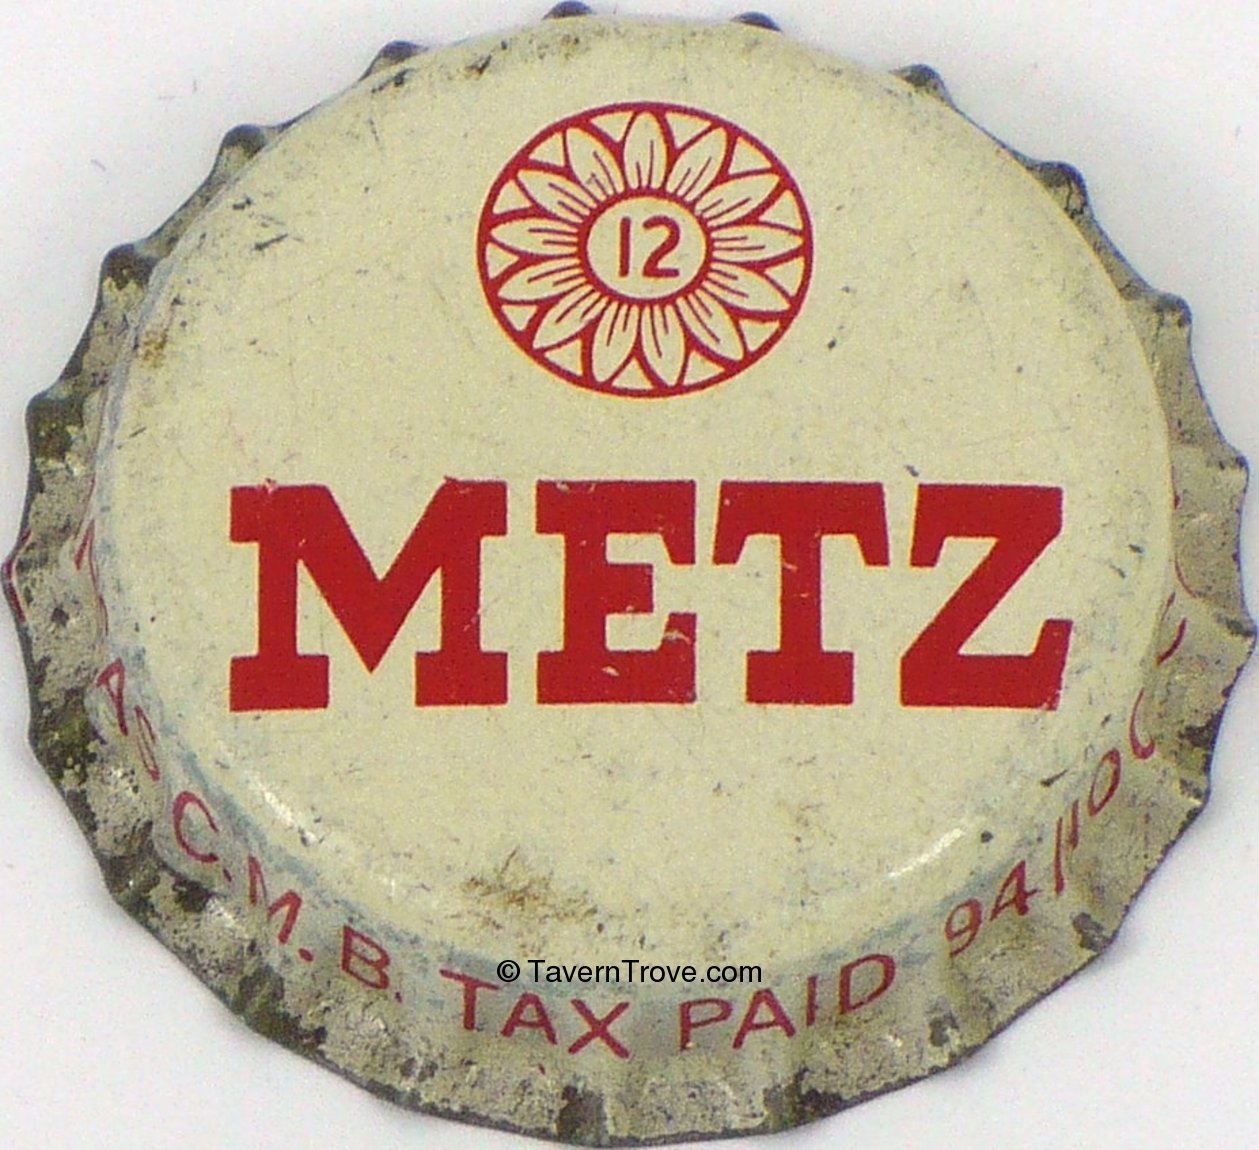 12
METZ
C.M.B. TAX PAID 94/100
© TavernTrove.com